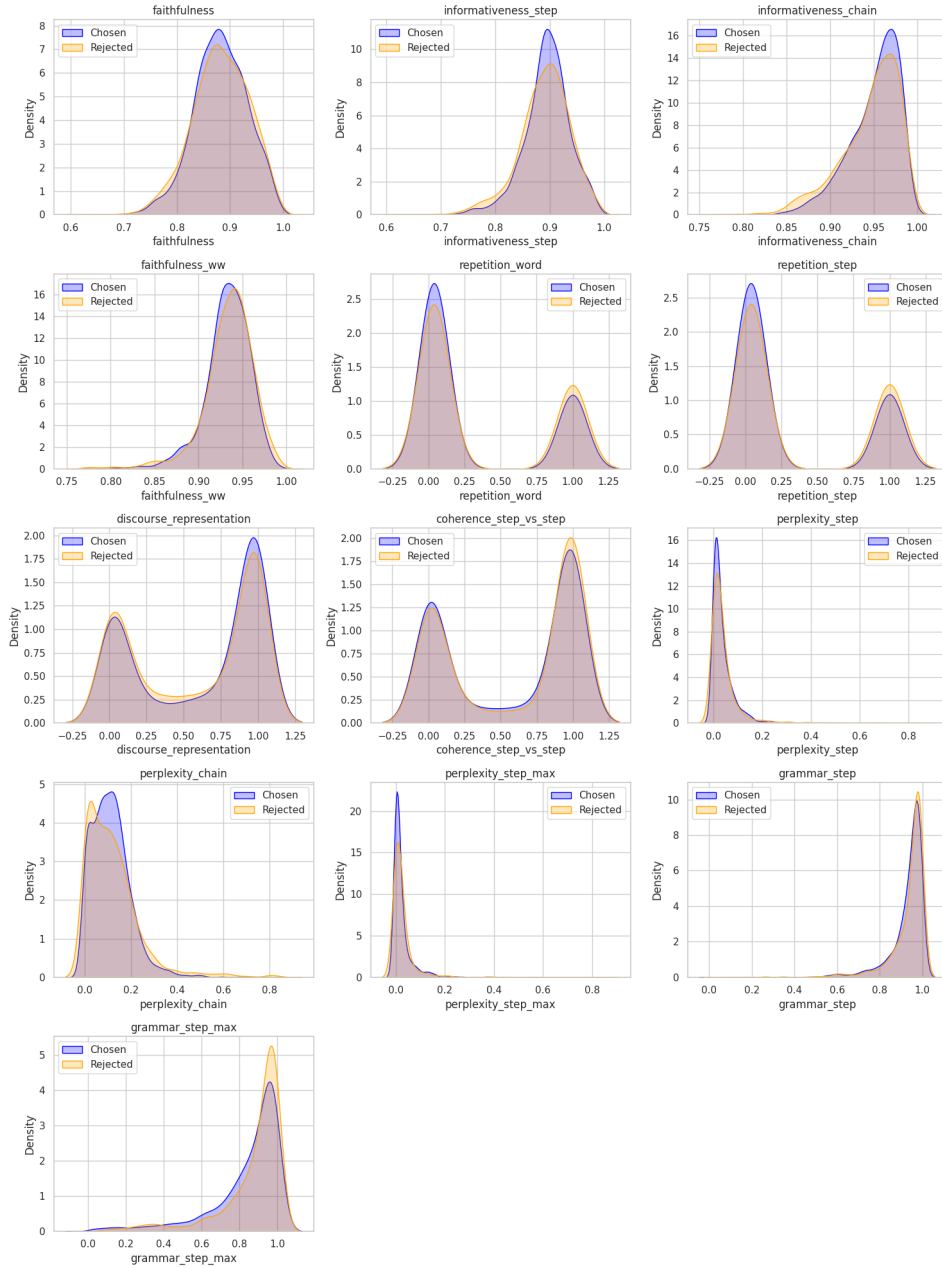 faithfulness
Chosen
Rejected
Density
8
7
6
5
4
3
2
1
0
0.6 0.7 0.8 0.9 1.0
faithfulness
informativeness_step
Chosen
Rejected
Density
10
8
6
4
2
0
0.6 0.7 0.8 0.9 1.0
informativeness_step
informativeness_chain
Chosen
Rejected
Density
16
14
12
10
8
6
4
2
0
0.75 0.80 0.85 0.90 0.95 1.00
informativeness_chain
faithfulness_ww
Chosen
Rejected
Density
16
14
12
10
8
6
4
2
0
0.75 0.80 0.85 0.90 0.95 1.00
faithfulness_ww
repetition_word
Chosen
Rejected
Density
2.5
2.0
1.5
1.0
0.5
0.0
−0.25 0.00 0.25 0.50 0.75 1.00 1.25
repetition_word
repetition_step
Chosen
Rejected
Density
2.5
2.0
1.5
1.0
0.5
0.0
−0.25 0.00 0.25 0.50 0.75 1.00 1.25
repetition_step
discourse_representation
Chosen
Rejected
Density
2.00
1.75
1.50
1.25
1.00
0.75
0.50
0.25
0.00
−0.25 0.00 0.25 0.50 0.75 1.00 1.25
discourse_representation
coherence_step_vs_step
Chosen
Rejected
Density
2.00
1.75
1.50
1.25
1.00
0.75
0.50
0.25
0.00
−0.25 0.00 0.25 0.50 0.75 1.00 1.25
coherence_step_vs_step
perplexity_step
Chosen
Rejected
Density
16
14
12
10
8
6
4
2
0
0.0 0.2 0.4 0.6 0.8
perplexity_step
perplexity_chain
Chosen
Rejected
Density
5
4
3
2
1
0
0.0 0.2 0.4 0.6 0.8
perplexity_chain
perplexity_step_max
Chosen
Rejected
Density
20
15
10
5
0
0.0 0.2 0.4 0.6 0.8
perplexity_step_max
grammar_step
Chosen
Rejected
Density
10
8
6
4
2
0
0.0 0.2 0.4 0.6 0.8 1.0
grammar_step
grammar_step_max
Chosen
Rejected
Density
5
4
3
2
1
0
0.0 0.2 0.4 0.6 0.8 1.0
grammar_step_max